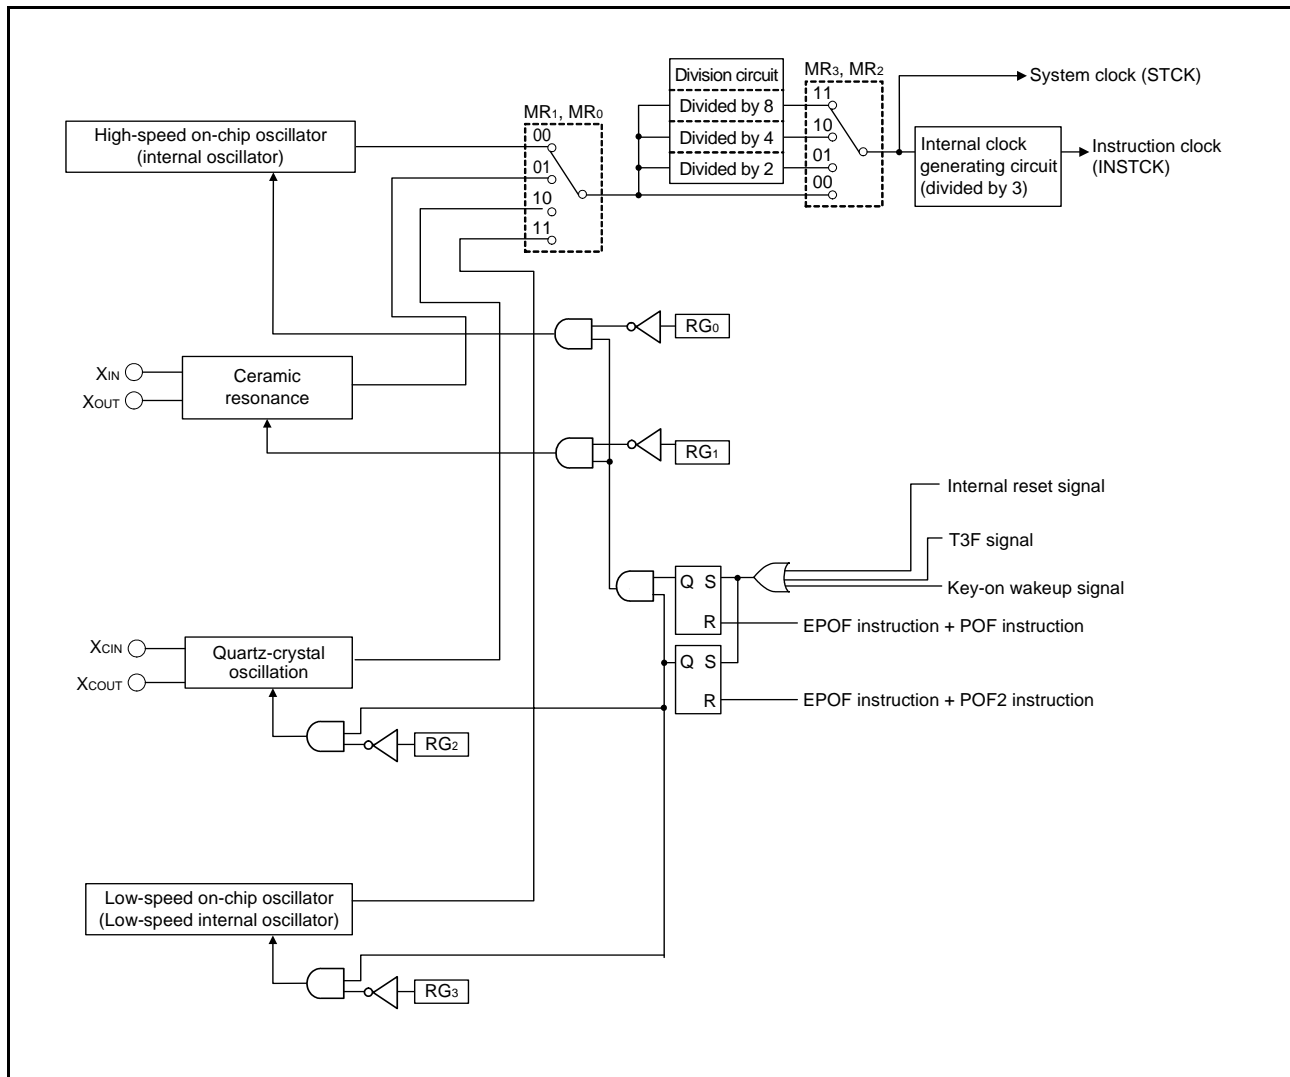 Division circuit
MR3, MR2
System clock (STCK)
11
Divided by 8
MR1, MR0
High-speed on-chip oscillator
(internal oscillator)
00
10
Divided by 4
Internal clock
generating circuit
(divided by 3)
Instruction clock
(INSTCK)
01
01
Divided by 2
00
10
11
RG0
XIN
XOUT
Ceramic
resonance
RG1
Internal reset signal
T3F signal
Q S
R
Key-on wakeup signal
EPOF instruction + POF instruction
XCIN
XCOUT
Quartz-crystal
oscillation
Q S
R
EPOF instruction + POF2 instruction
RG2
Low-speed on-chip oscillator
(Low-speed internal oscillator)
RG3